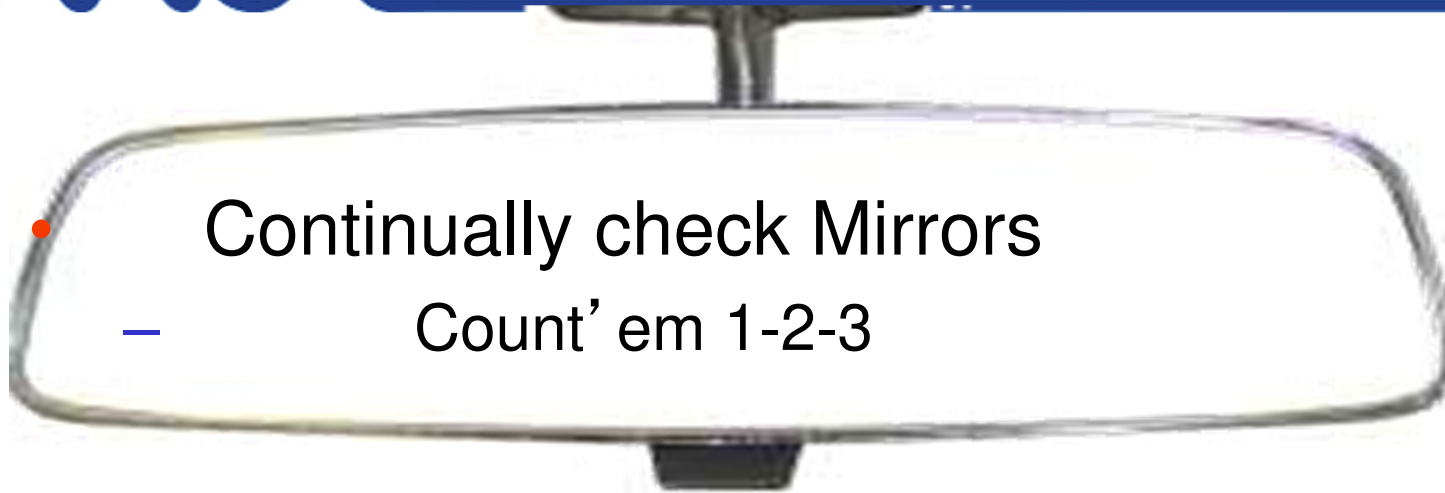 • Continually check Mirrors
– Count’ em 1-2-3